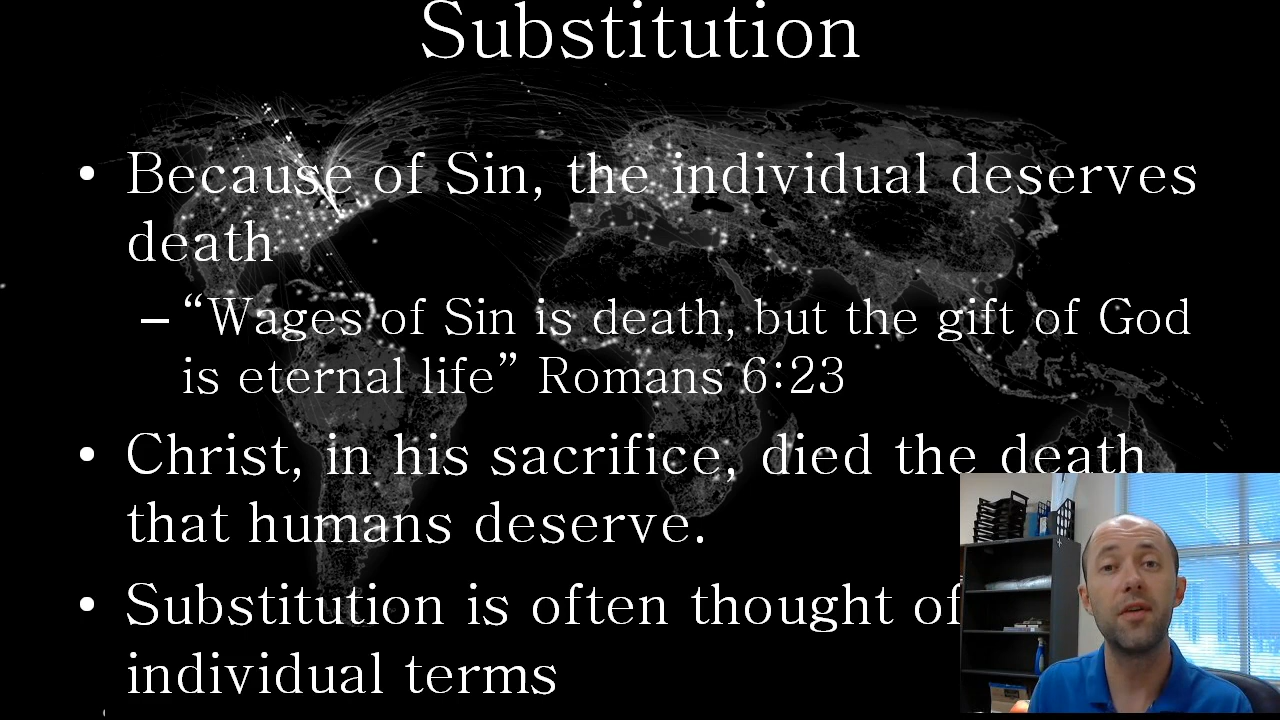 Substitution
• Because of Sin, the individual deserves
death
– “Wages of Sin is death, but the gift of God
is eternal life” Romans 6:23
• Christ, in his sacrifice, died the death
that humans deserve.
• Substitution is often thought of
individual terms